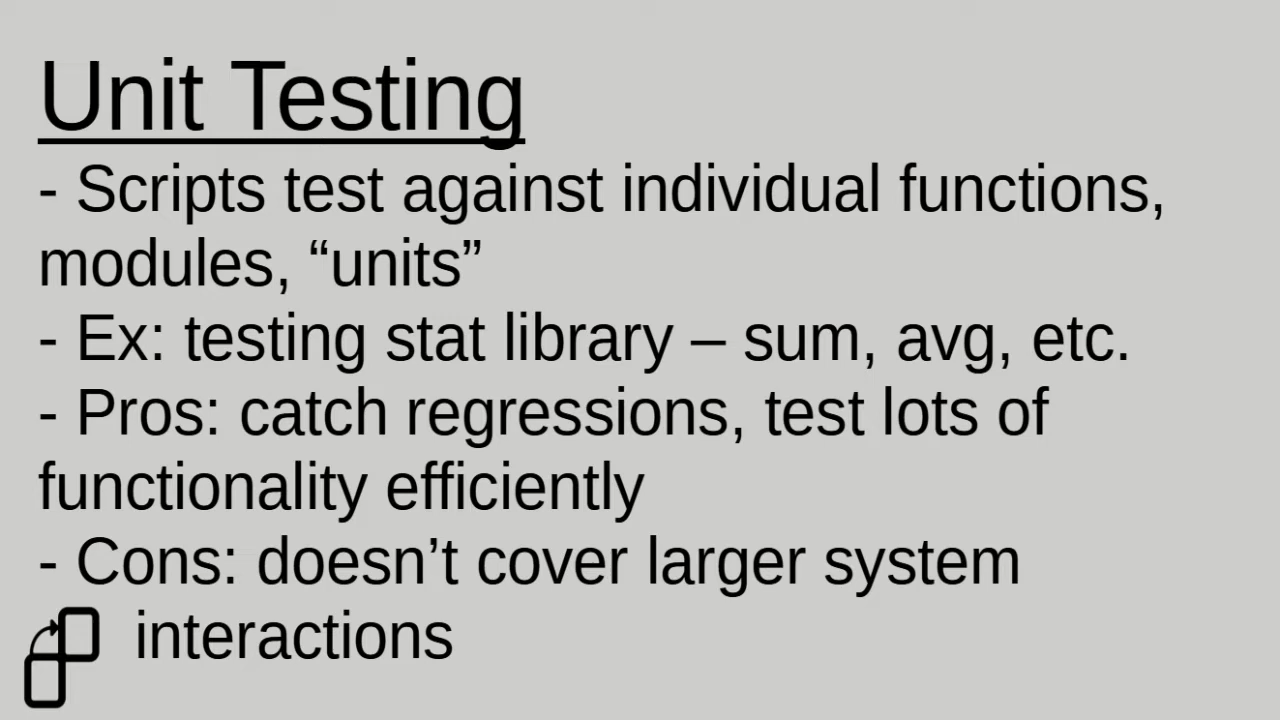 Unit Testing
- Scripts test against individual functions,
modules, “units”
- Ex: testing stat library – sum, avg, etc.
- Pros: catch regressions, test lots of
functionality efficiently
- Cons: doesn’t cover larger system
interactions